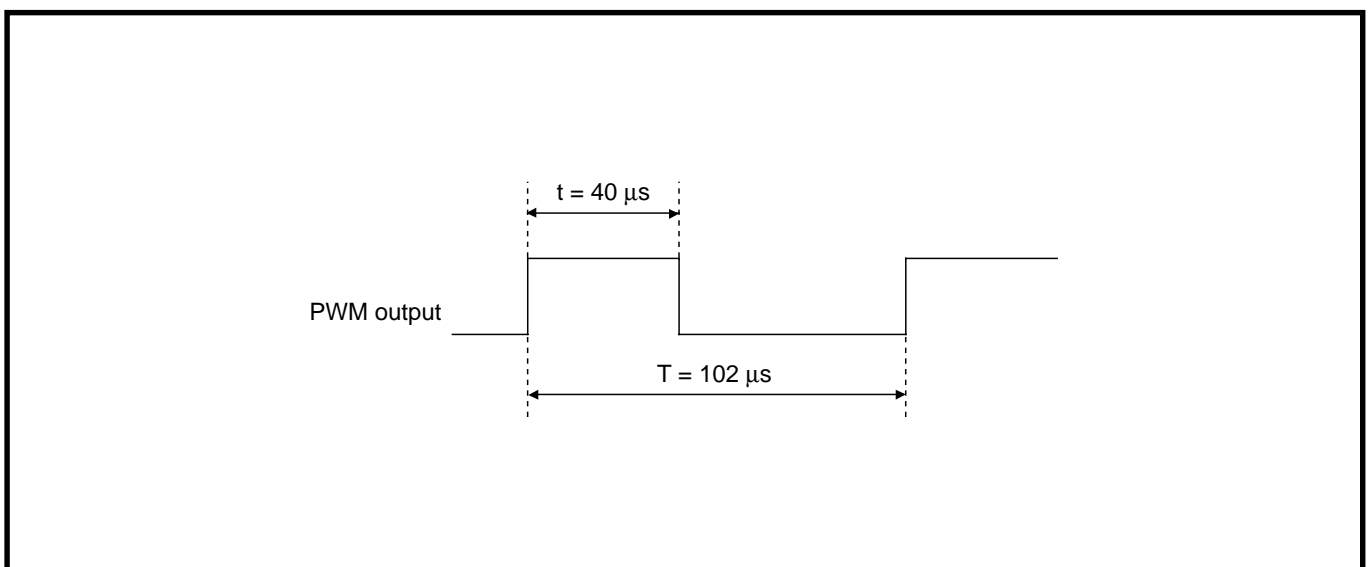 t = 40 μs
PWM output
T = 102 μs